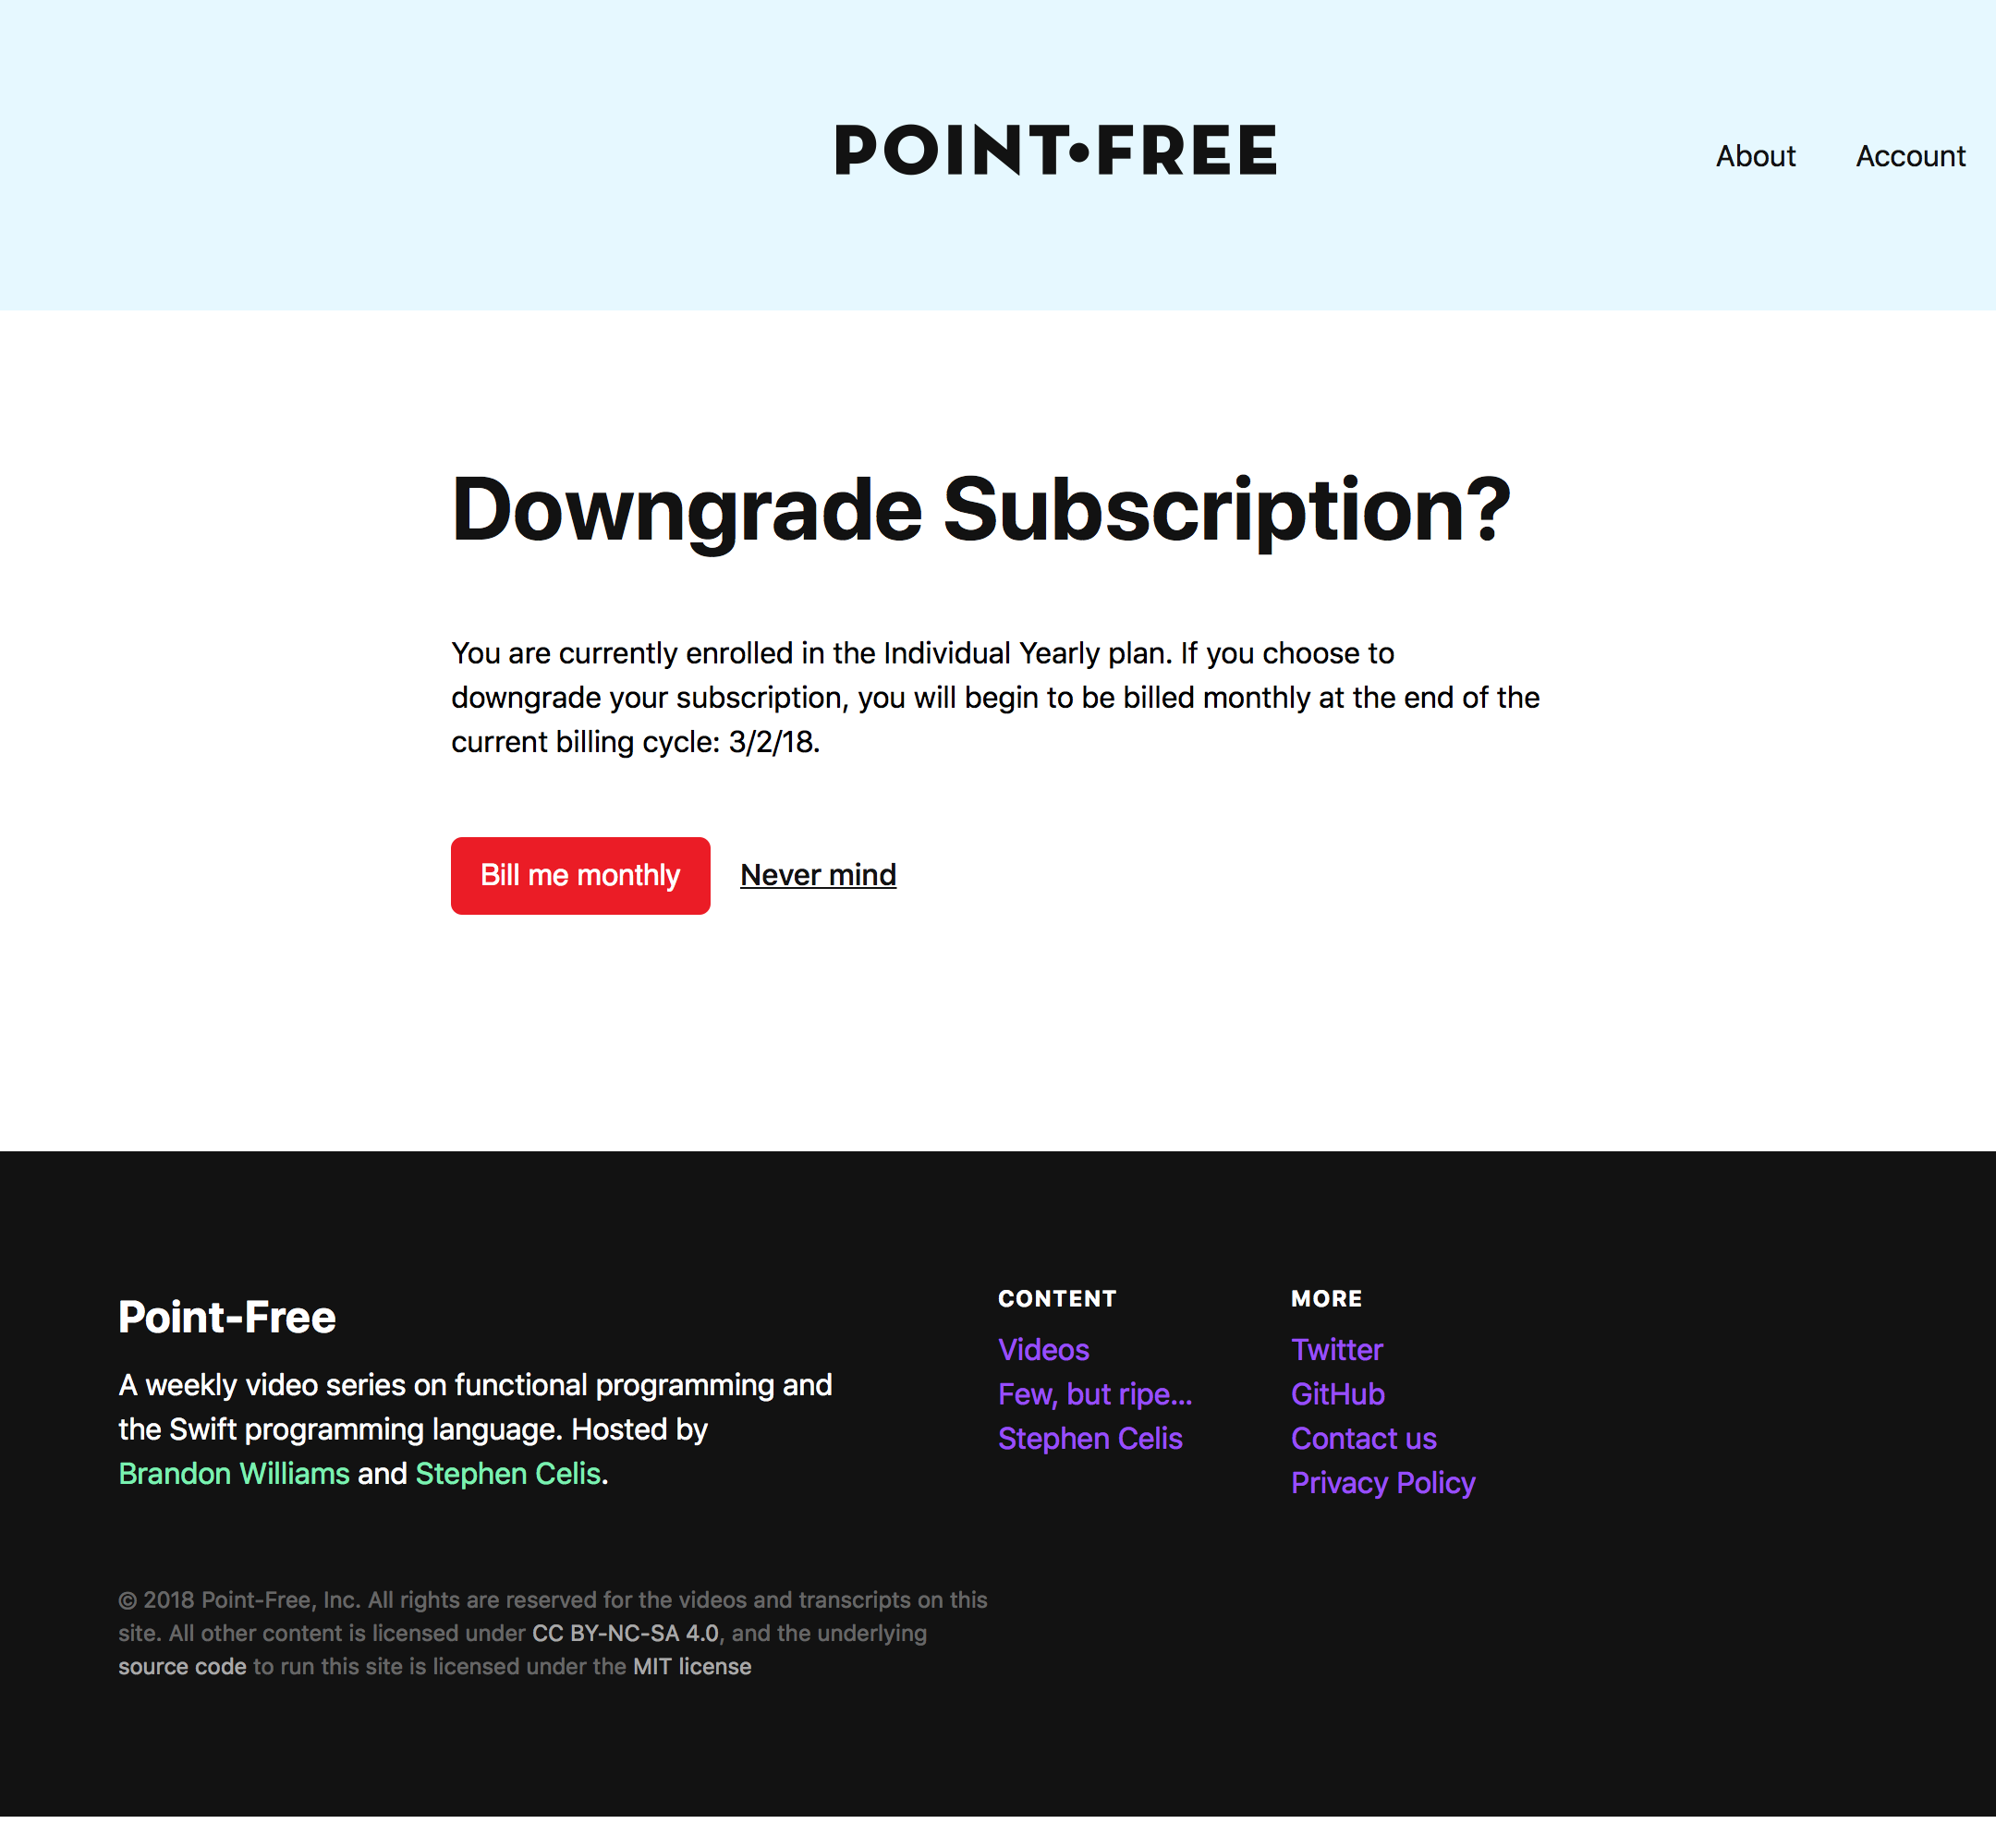 POINT•FREE
About Account
Downgrade Subscription?
You are currently enrolled in the Individual Yearly plan. If you choose to
downgrade your subscription, you will begin to be billed monthly at the end of the
current billing cycle: 3/2/18.
Bill me monthly Never mind
Point-Free
A weekly video series on functional programming and
the Swift programming language. Hosted by
Brandon Williams and Stephen Celis.
CONTENT
Videos
Few, but ripe...
Stephen Celis
MORE
Twitter
GitHub
Contact us
Privacy Policy
© 2018 Point-Free, Inc. All rights are reserved for the videos and transcripts on this
site. All other content is licensed under CC BY-NC-SA 4.0, and the underlying
source code to run this site is licensed under the MIT license